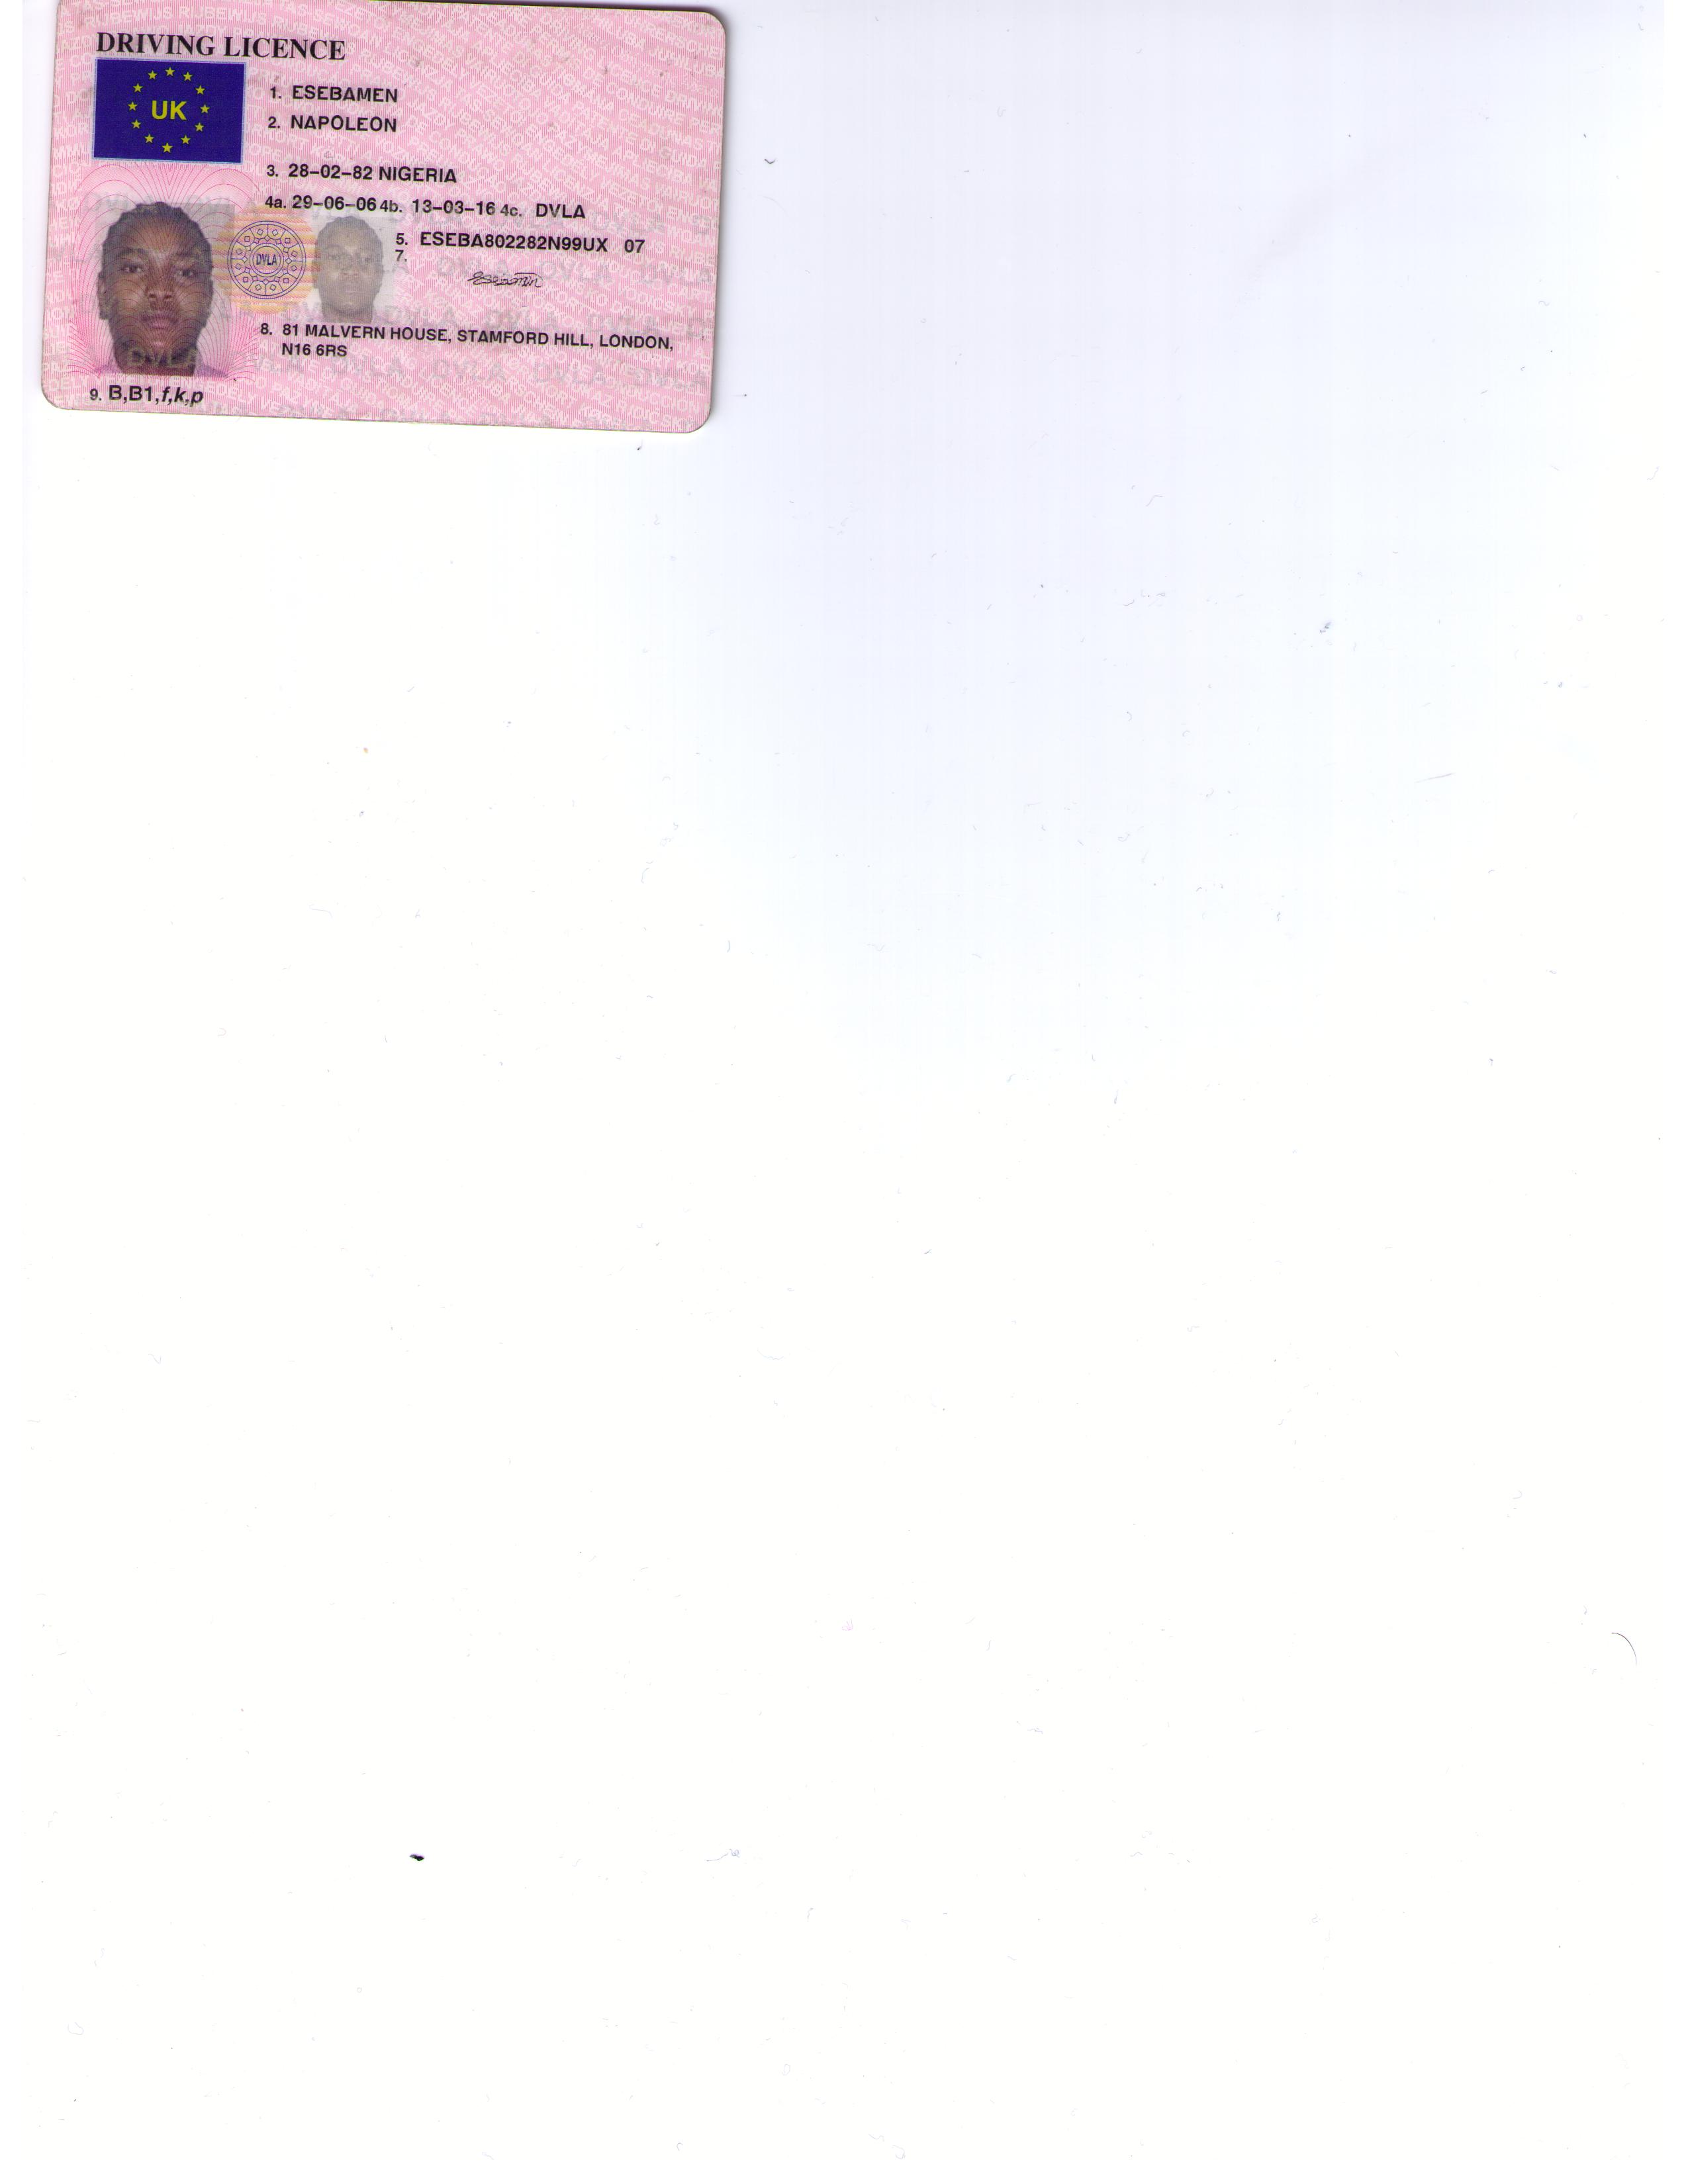 DRIVING LICENCE
UK
1. ESEBAMEN
2. NAPOLEON
3. 28-02-82 NIGERIA
4a. 29-06-06 4b. 13-03-16 4c. DVLA
5. ESEBA802282N99UX 07
7.
DVLA
8. 81 MALVERN HOUSE, STAMFORD HILL, LONDON,
N16 6RS
9. B,B1,f,k,p